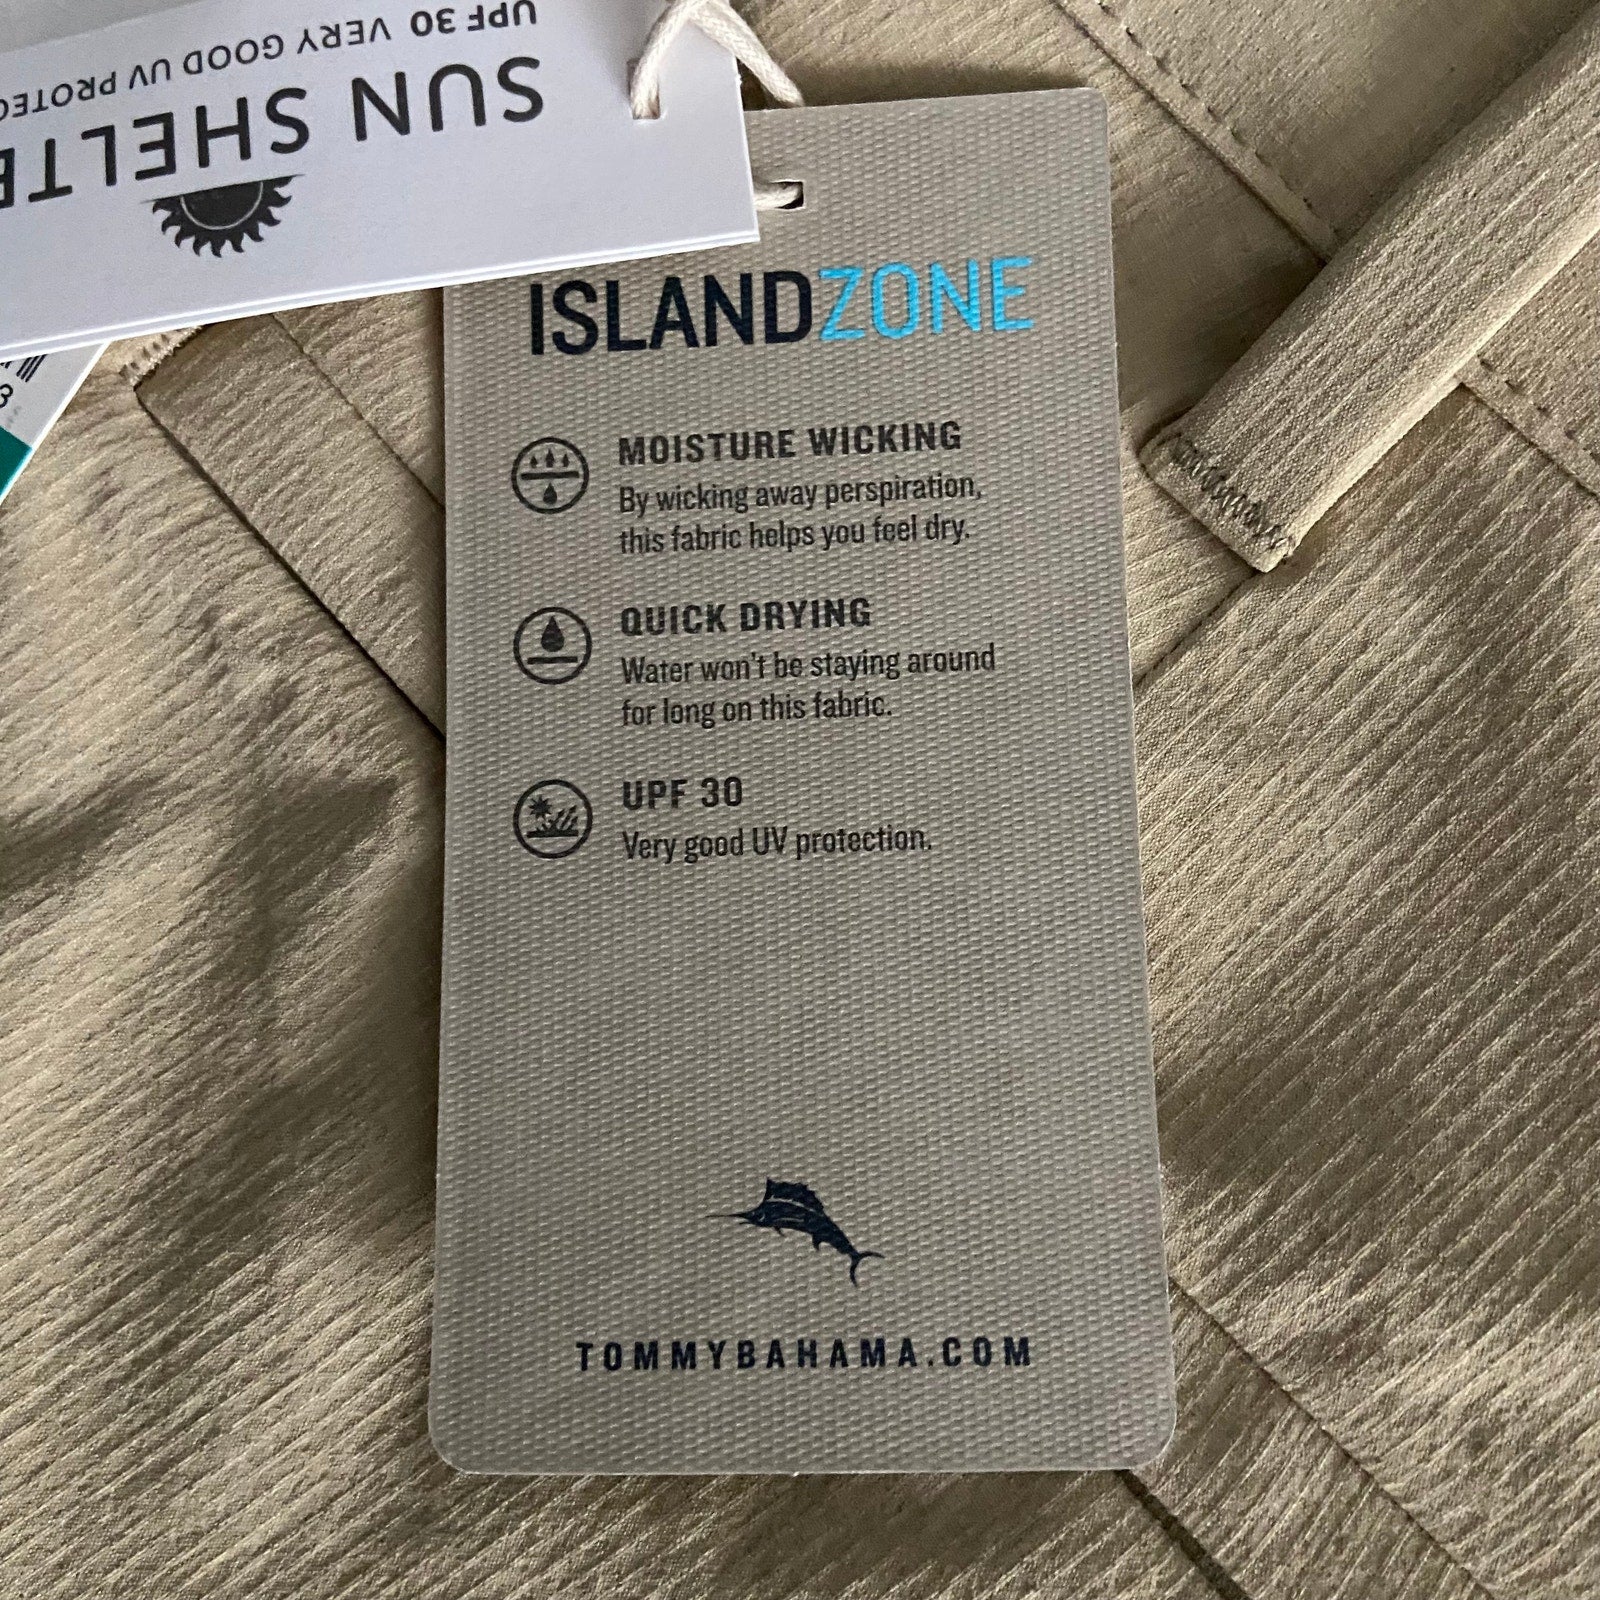 SUN SHELTE
UPF 30 VERY GOOD UV PROTEC
3
ISLANDZONE
MOISTURE WICKING
By wicking away perspiration,
this fabric helps you feel dry.
QUICK DRYING
Water won't be staying around
for long on this fabric.
UPF 30
Very good UV protection.
TOMMYBAHAMA.COM